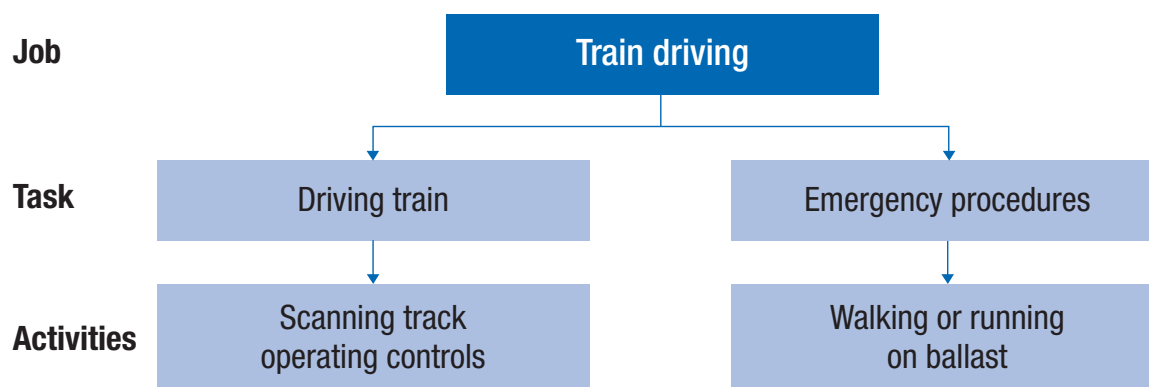 Job
Train driving
Task
Driving train
Emergency procedures
Activities
Scanning track
operating controls
Walking or running
on ballast